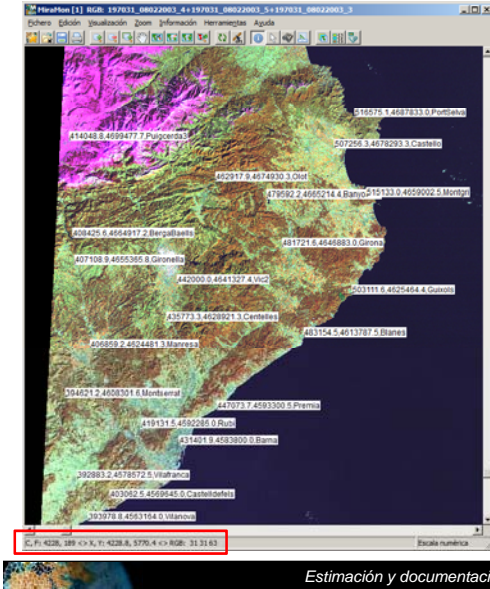 MiraMon [1] RGB: 197031_08022003_4+197031_08022003_5+197031_08022003_3
Fichero Edición Visualización Zoom Información Herramientas Ayuda
516575.1,4687833.0,PortSelva
414048.8,4699477.7,Puigcerda3
507256.3,4678293.3,Castello
462917.9,4674930.3,Olot
479592.2,4665214.4,Banyo
515133.0,4659002.5,Montgri
408425.6,4664917.2,BergaBaells
481721.6,4646883.0,Girona
407108.9,4655365.8,Gironella
442000.0,4641327.4,Vic2
503111.6,4625464.4,Guixols
435773.3,4628921.3,Centelles
483154.5,4613787.5,Blanes
406859.2,4624481.3,Manresa
394621.2,4608301.6,Montserrat
447073.7,4593300.5,Premia
419131.5,4592285.0,Rubi
431401.9,4583800.0,Barna
392883.2,4578572.5,Vilafranca
403062.5,4569645.0,Castelldefels
393978.8,4563164.0,Vilanova
C, F: 4228, 189 <> X, Y: 4228.8, 5770.4 <> RGB: 31 31 63
Escala numérica
Estimación y documentaci